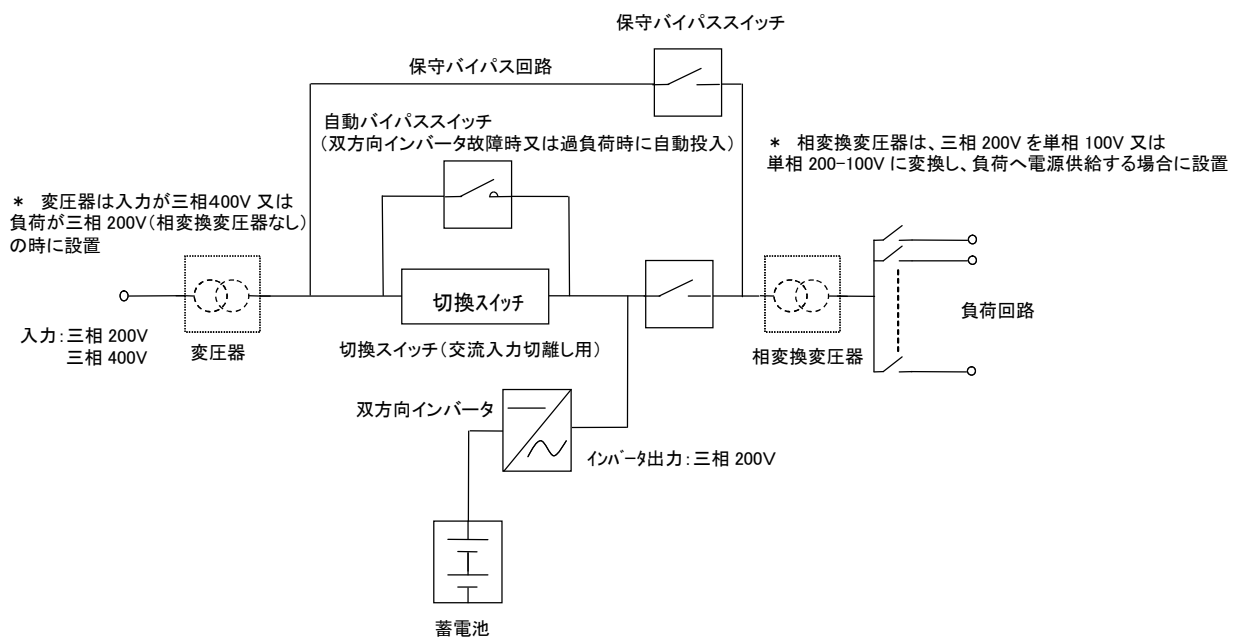 保守バイパススイッチ
保守バイパス回路
自動バイパススイッチ
（双方向インバータ故障時又は過負荷時に自動投入）
＊　相変換変圧器は、三相 200V を単相 100V 又は
単相 200-100V に変換し、負荷へ電源供給する場合に設置
＊　変圧器は入力が三相400V 又は
負荷が三相 200V（相変換変圧器なし）
の時に設置
切換スイッチ
負荷回路
入力：三相 200V
三相 400V
変圧器
切換スイッチ（交流入力切離し用）
相変換変圧器
双方向インバータ
ｲﾝﾊﾞｰﾀ出力：三相 200V
蓄電池